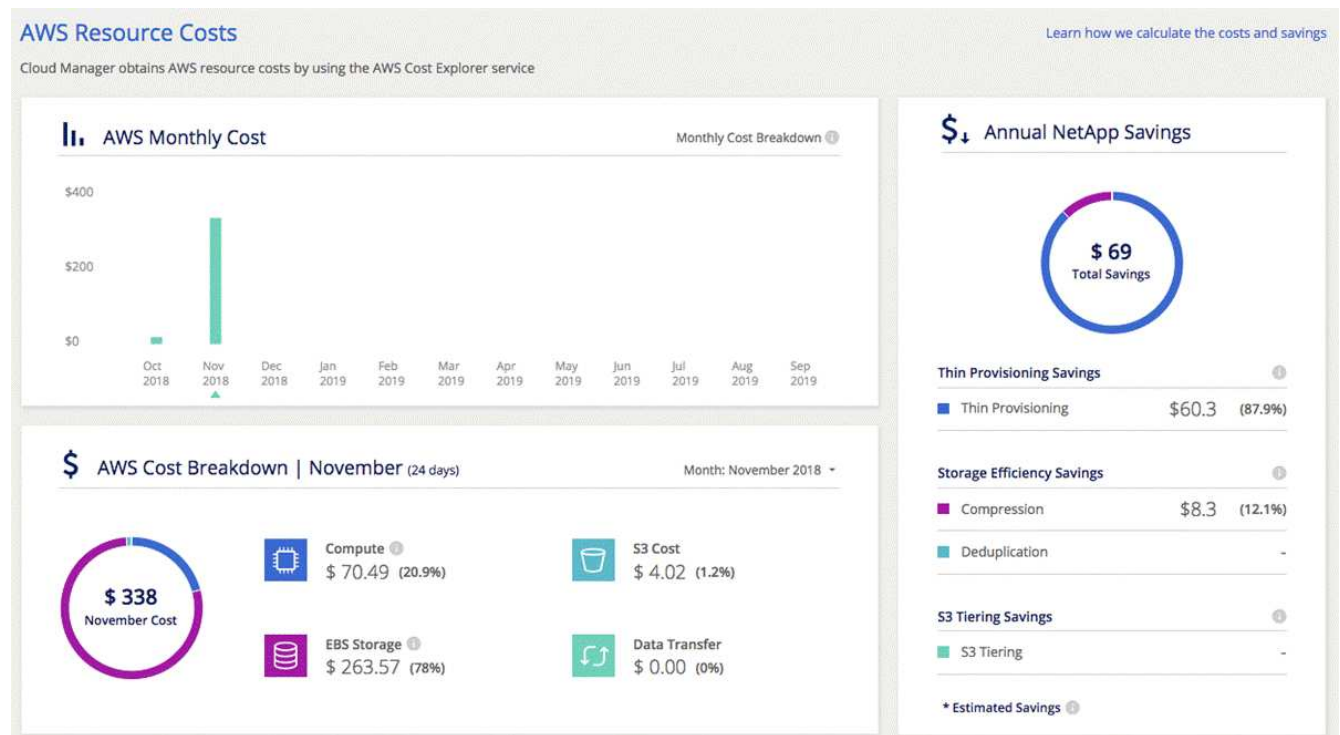 AWS Resource Costs
Learn how we calculate the costs and savings
Cloud Manager obtains AWS resource costs by using the AWS Cost Explorer service
AWS Monthly Cost
Monthly Cost Breakdown
$400
$200
$0
Oct 2018
Nov 2018
Dec 2018
Jan 2019
Feb 2019
Mar 2019
Apr 2019
May 2019
Jun 2019
Jul 2019
Aug 2019
Sep 2019
AWS Cost Breakdown | November (24 days)
Month: November 2018
$ 338
November Cost
Compute
$ 70.49 (20.9%)
S3 Cost
$ 4.02 (1.2%)
EBS Storage
$ 263.57 (78%)
Data Transfer
$ 0.00 (0%)
Annual NetApp Savings
$ 69
Total Savings
Thin Provisioning Savings
Thin Provisioning $60.3 (87.9%)
Storage Efficiency Savings
Compression $8.3 (12.1%)
Deduplication -
S3 Tiering Savings
S3 Tiering -
* Estimated Savings